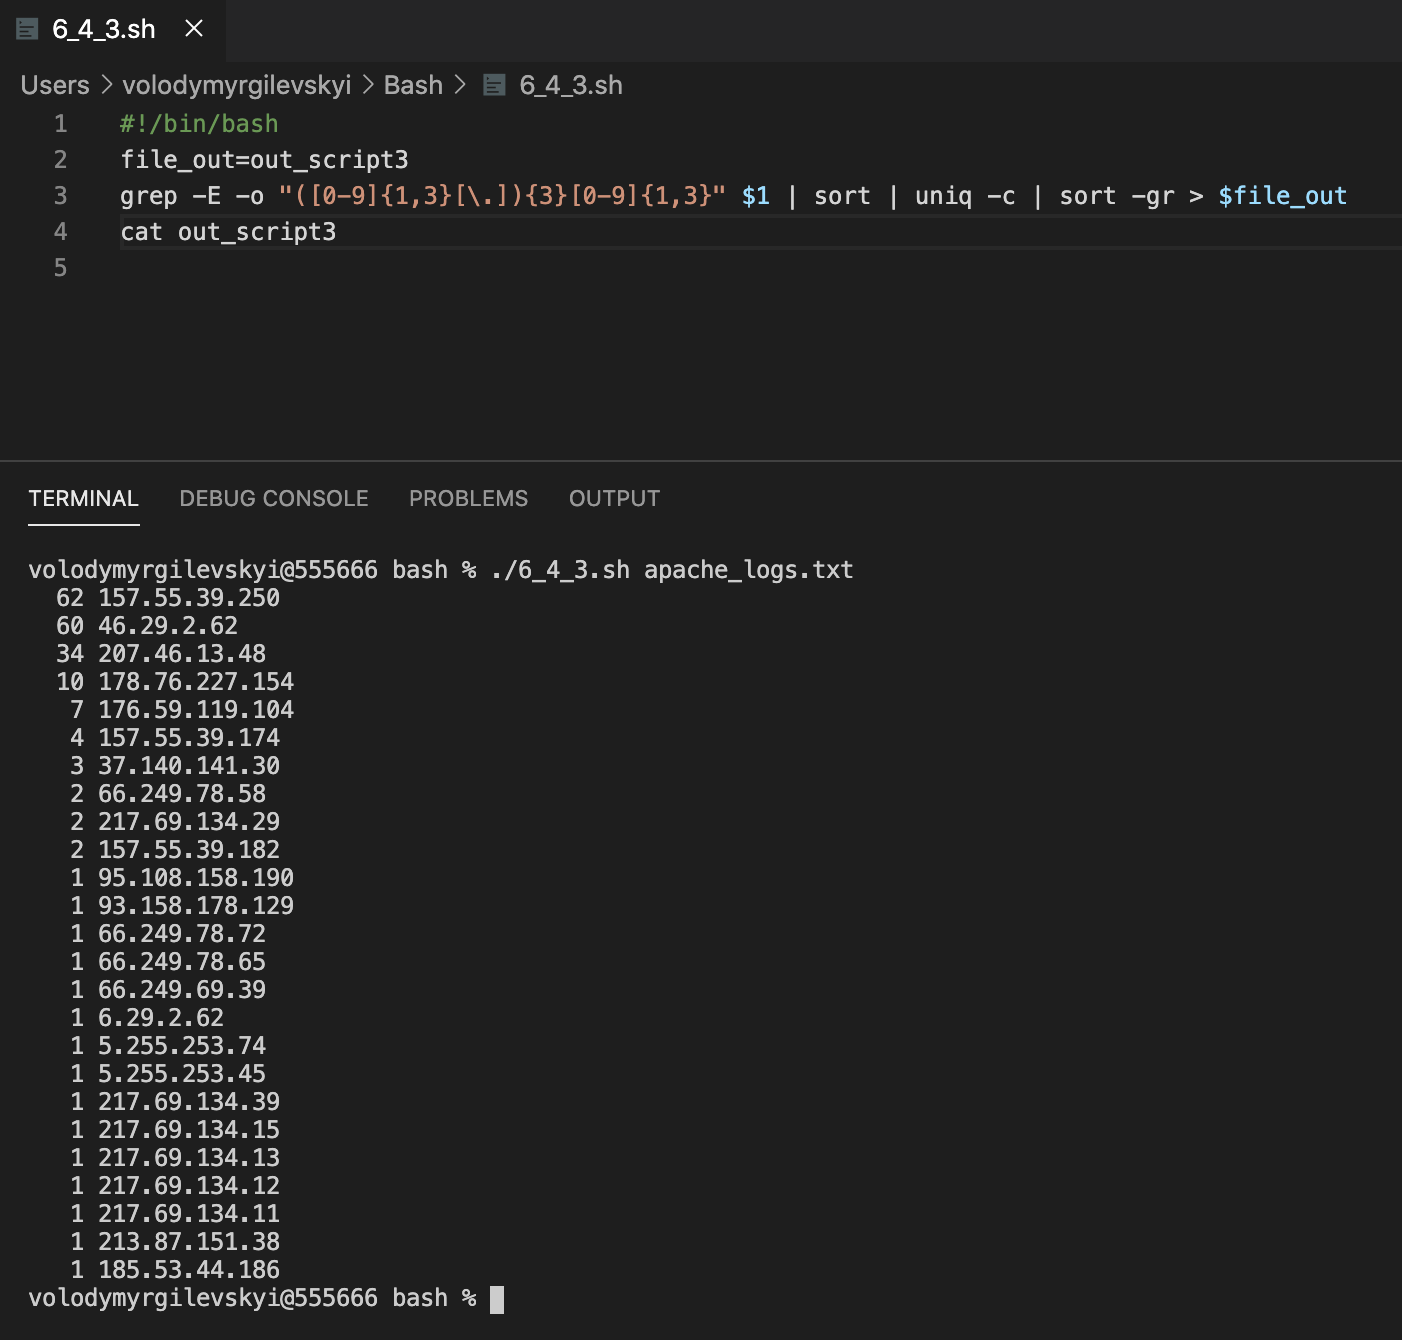 6_4_3.sh
Users > volodymyrgilevskyi > Bash > 6_4_3.sh
1 #!/bin/bash
2 file_out=out_script3
3 grep -E -o "([0-9]{1,3}[\.]){3}[0-9]{1,3}" $1 | sort | uniq -c | sort -gr > $file_out
4 cat out_script3
5
TERMINAL DEBUG CONSOLE PROBLEMS OUTPUT
volodymyrgilevskyi@555666 bash % ./6_4_3.sh apache_logs.txt
62 157.55.39.250
60 46.29.2.62
34 207.46.13.48
10 178.76.227.154
7 176.59.119.104
4 157.55.39.174
3 37.140.141.30
2 66.249.78.58
2 217.69.134.29
2 157.55.39.182
1 95.108.158.190
1 93.158.178.129
1 66.249.78.72
1 66.249.78.65
1 66.249.69.39
1 6.29.2.62
1 5.255.253.74
1 5.255.253.45
1 217.69.134.39
1 217.69.134.15
1 217.69.134.13
1 217.69.134.12
1 217.69.134.11
1 213.87.151.38
1 185.53.44.186
volodymyrgilevskyi@555666 bash %